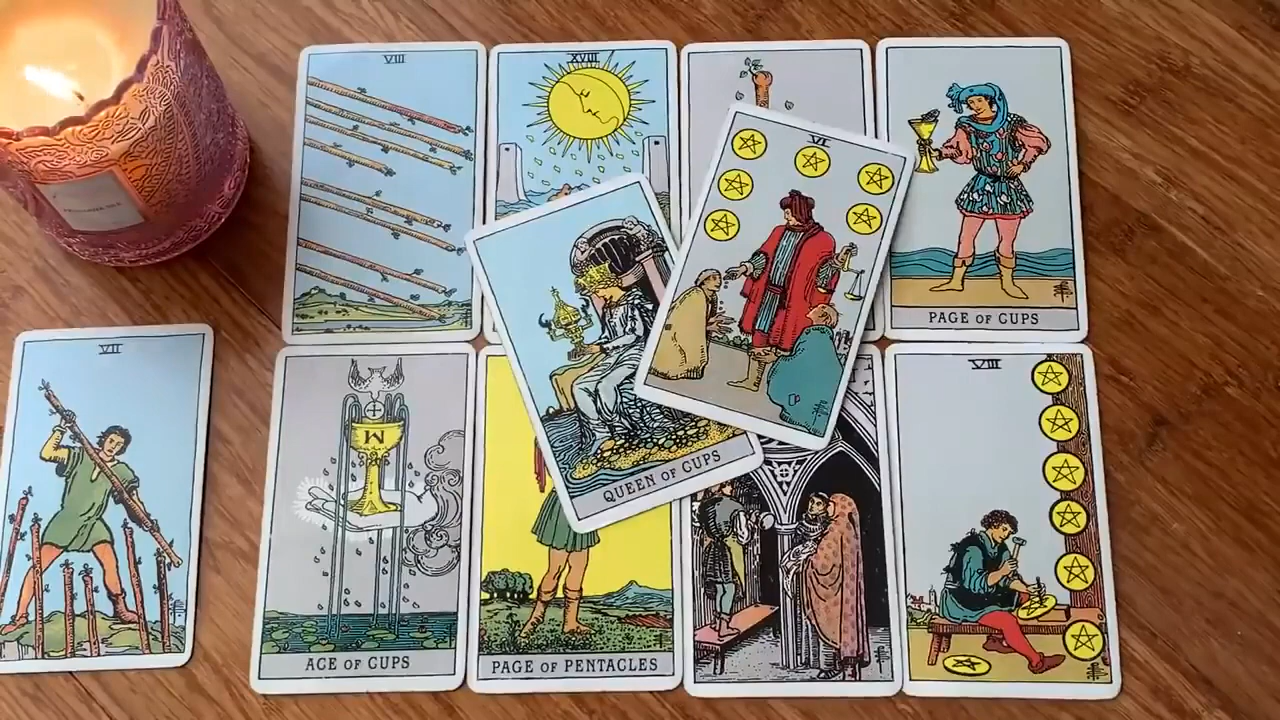 VIII
XVIII
VI
PAGE OF CUPS
VII
QUEEN OF CUPS
VIII
ACE OF CUPS
PAGE OF PENTACLES